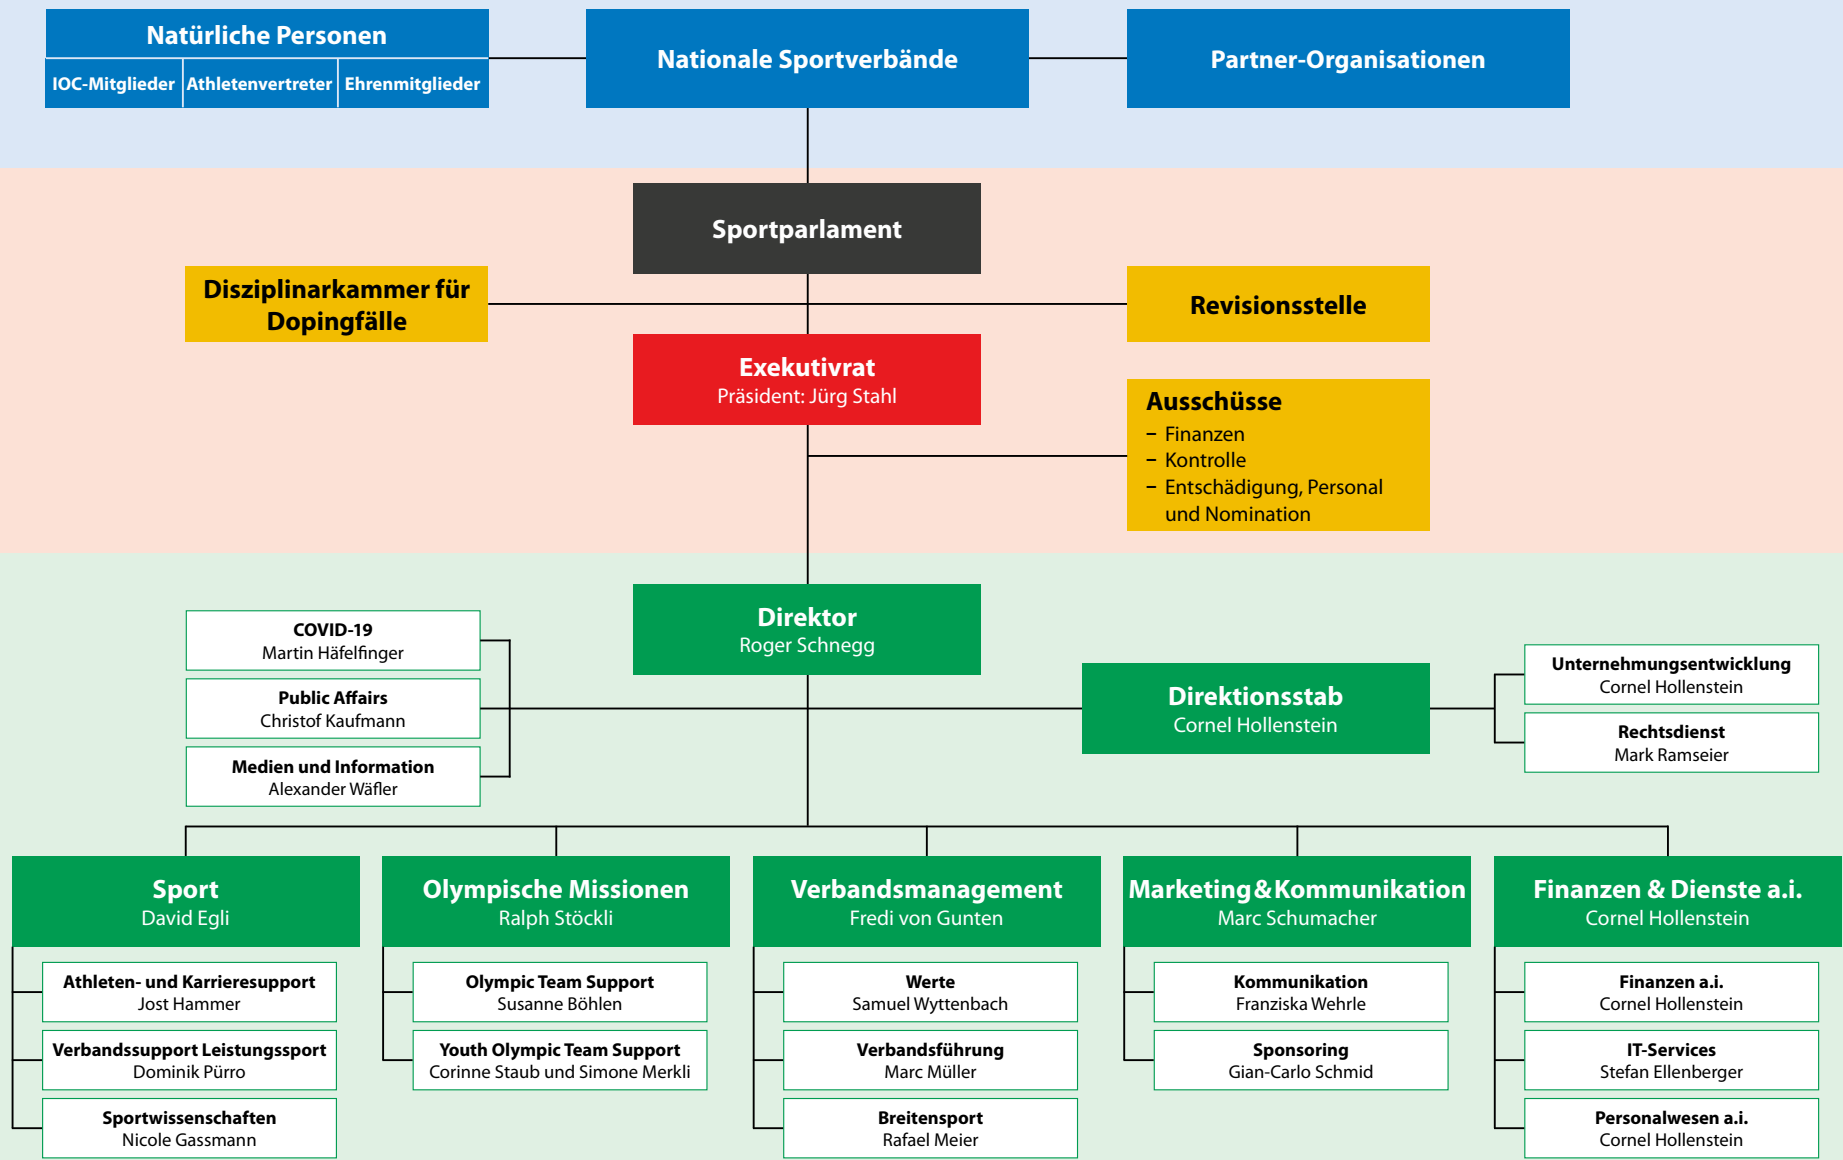 Natürliche Personen
IOC-Mitglieder
Athletenvertreter
Ehrenmitglieder
Nationale Sportverbände
Partner-Organisationen
Sportparlament
Disziplinarkammer für
Dopingfälle
Revisionsstelle
Exekutivrat
Präsident: Jürg Stahl
Ausschüsse
– Finanzen
– Kontrolle
– Entschädigung, Personal
und Nomination
Direktor
Roger Schnegg
COVID-19
Martin Häfelfinger
Public Affairs
Christof Kaufmann
Medien und Information
Alexander Wäfler
Direktionsstab
Cornel Hollenstein
Unternehmungsentwicklung
Cornel Hollenstein
Rechtsdienst
Mark Ramseier
Sport
David Egli
Athleten- und Karrieresupport
Jost Hammer
Verbandssupport Leistungssport
Dominik Pürro
Sportwissenschaften
Nicole Gassmann
Olympische Missionen
Ralph Stöckli
Olympic Team Support
Susanne Böhlen
Youth Olympic Team Support
Corinne Staub und Simone Merkli
Verbandsmanagement
Fredi von Gunten
Werte
Samuel Wyttenbach
Verbandsführung
Marc Müller
Breitensport
Rafael Meier
Marketing & Kommunikation
Marc Schumacher
Kommunikation
Franziska Wehrle
Sponsoring
Gian-Carlo Schmid
Finanzen & Dienste a.i.
Cornel Hollenstein
Finanzen a.i.
Cornel Hollenstein
IT-Services
Stefan Ellenberger
Personalwesen a.i.
Cornel Hollenstein